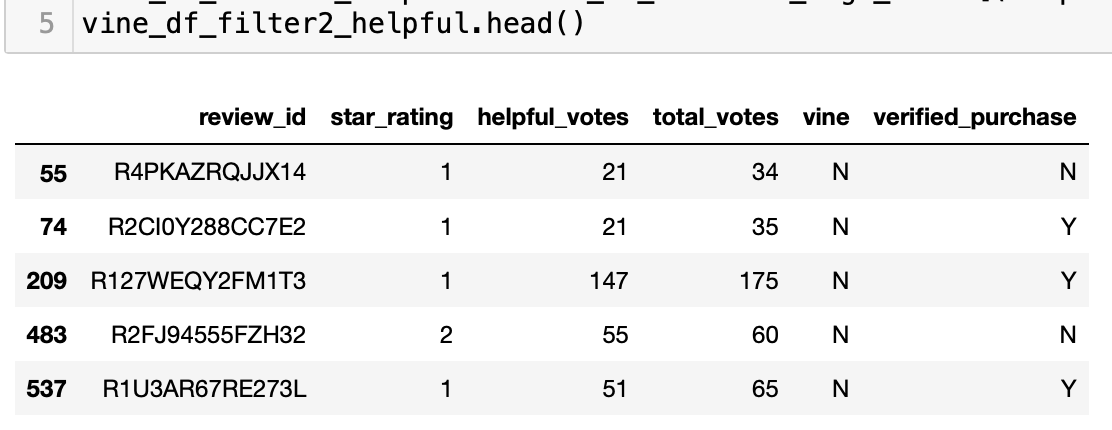 5 vine_df_filter2_helpful.head()
review_id star_rating helpful_votes total_votes vine verified_purchase
55 R4PKAZRQJJX14 1 21 34 N N
74 R2CI0Y288CC7E2 1 21 35 N Y
209 R127WEQY2FM1T3 1 147 175 N Y
483 R2FJ94555FZH32 2 55 60 N N
537 R1U3AR67RE273L 1 51 65 N Y